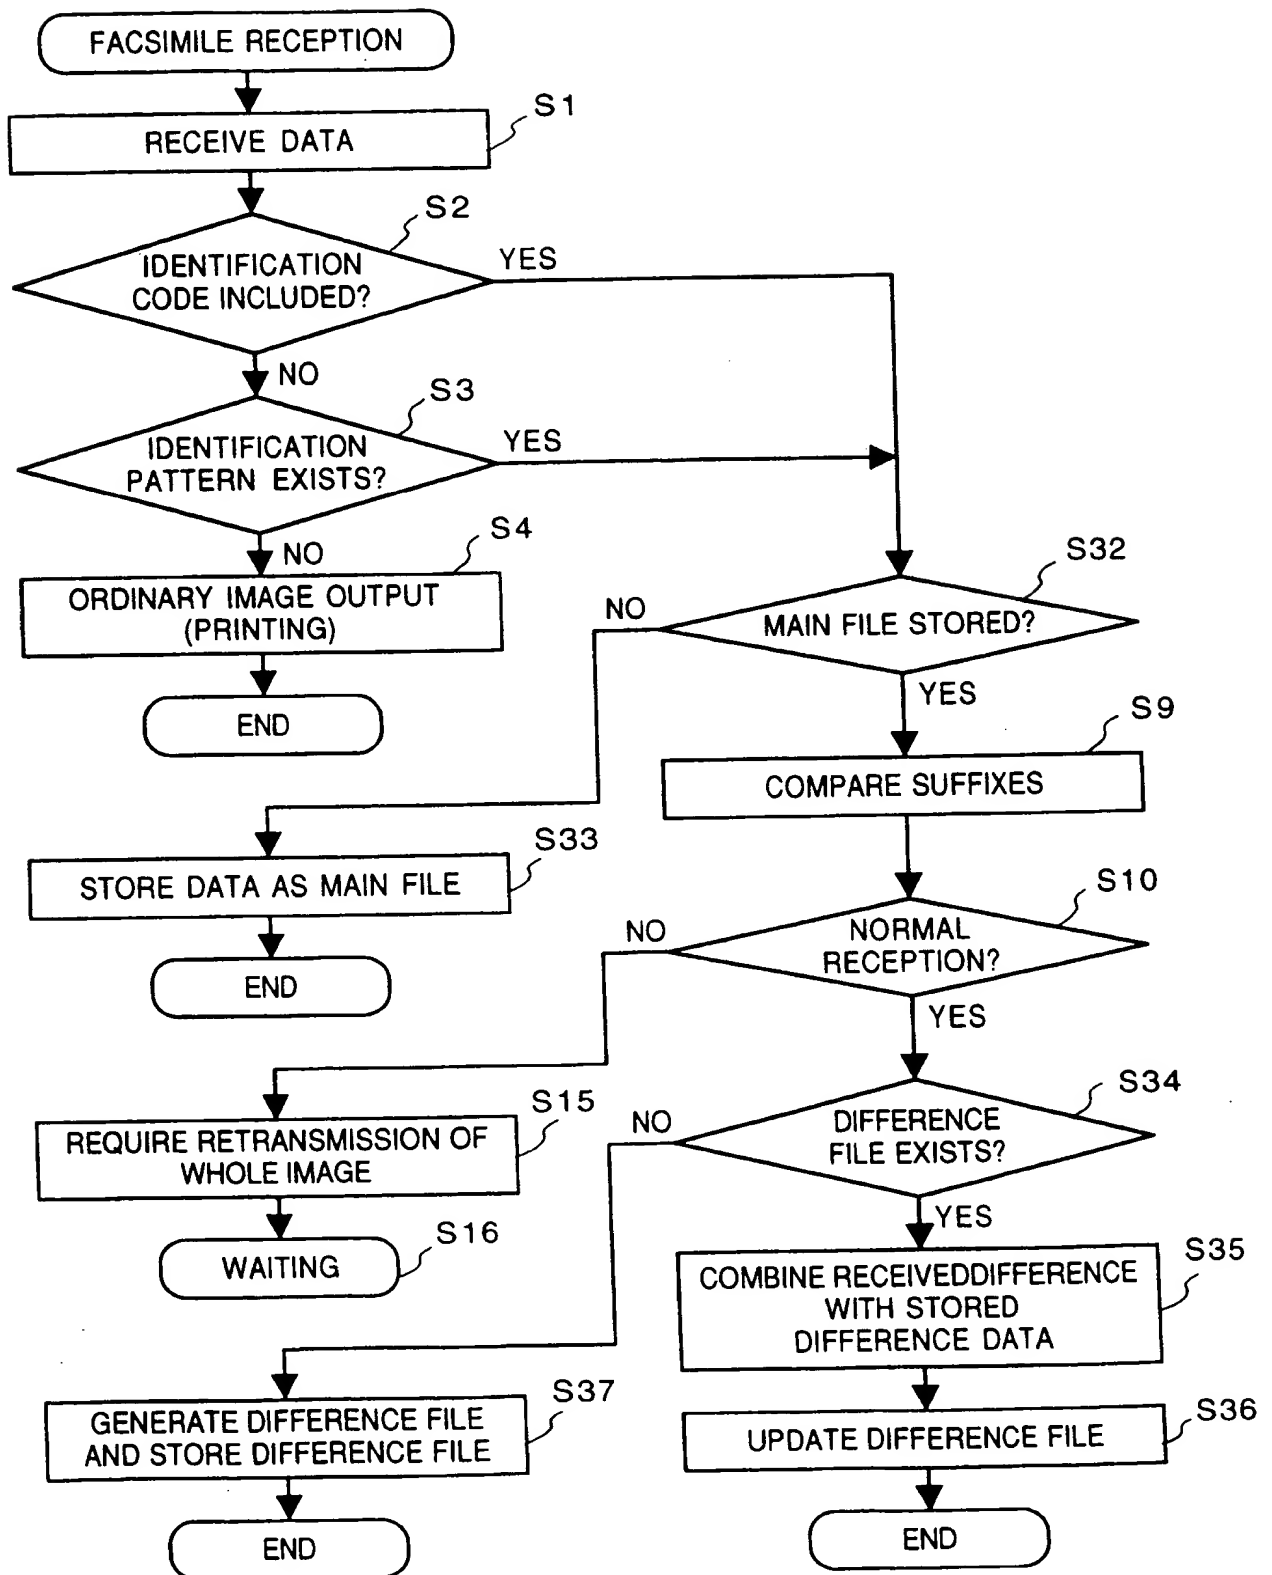 FACSIMILE RECEPTION
S1
RECEIVE DATA
S2
IDENTIFICATION
CODE INCLUDED?
YES
NO
S3
IDENTIFICATION
PATTERN EXISTS?
YES
NO
S4
ORDINARY IMAGE OUTPUT
(PRINTING)
END
S32
MAIN FILE STORED?
NO
YES
S9
COMPARE SUFFIXES
S33
STORE DATA AS MAIN FILE
END
S10
NORMAL
RECEPTION?
NO
YES
S15
REQUIRE RETRANSMISSION OF
WHOLE IMAGE
S16
WAITING
S34
DIFFERENCE
FILE EXISTS?
NO
YES
S35
COMBINE RECEIVEDDIFFERENCE
WITH STORED
DIFFERENCE DATA
S37
GENERATE DIFFERENCE FILE
AND STORE DIFFERENCE FILE
END
S36
UPDATE DIFFERENCE FILE
END